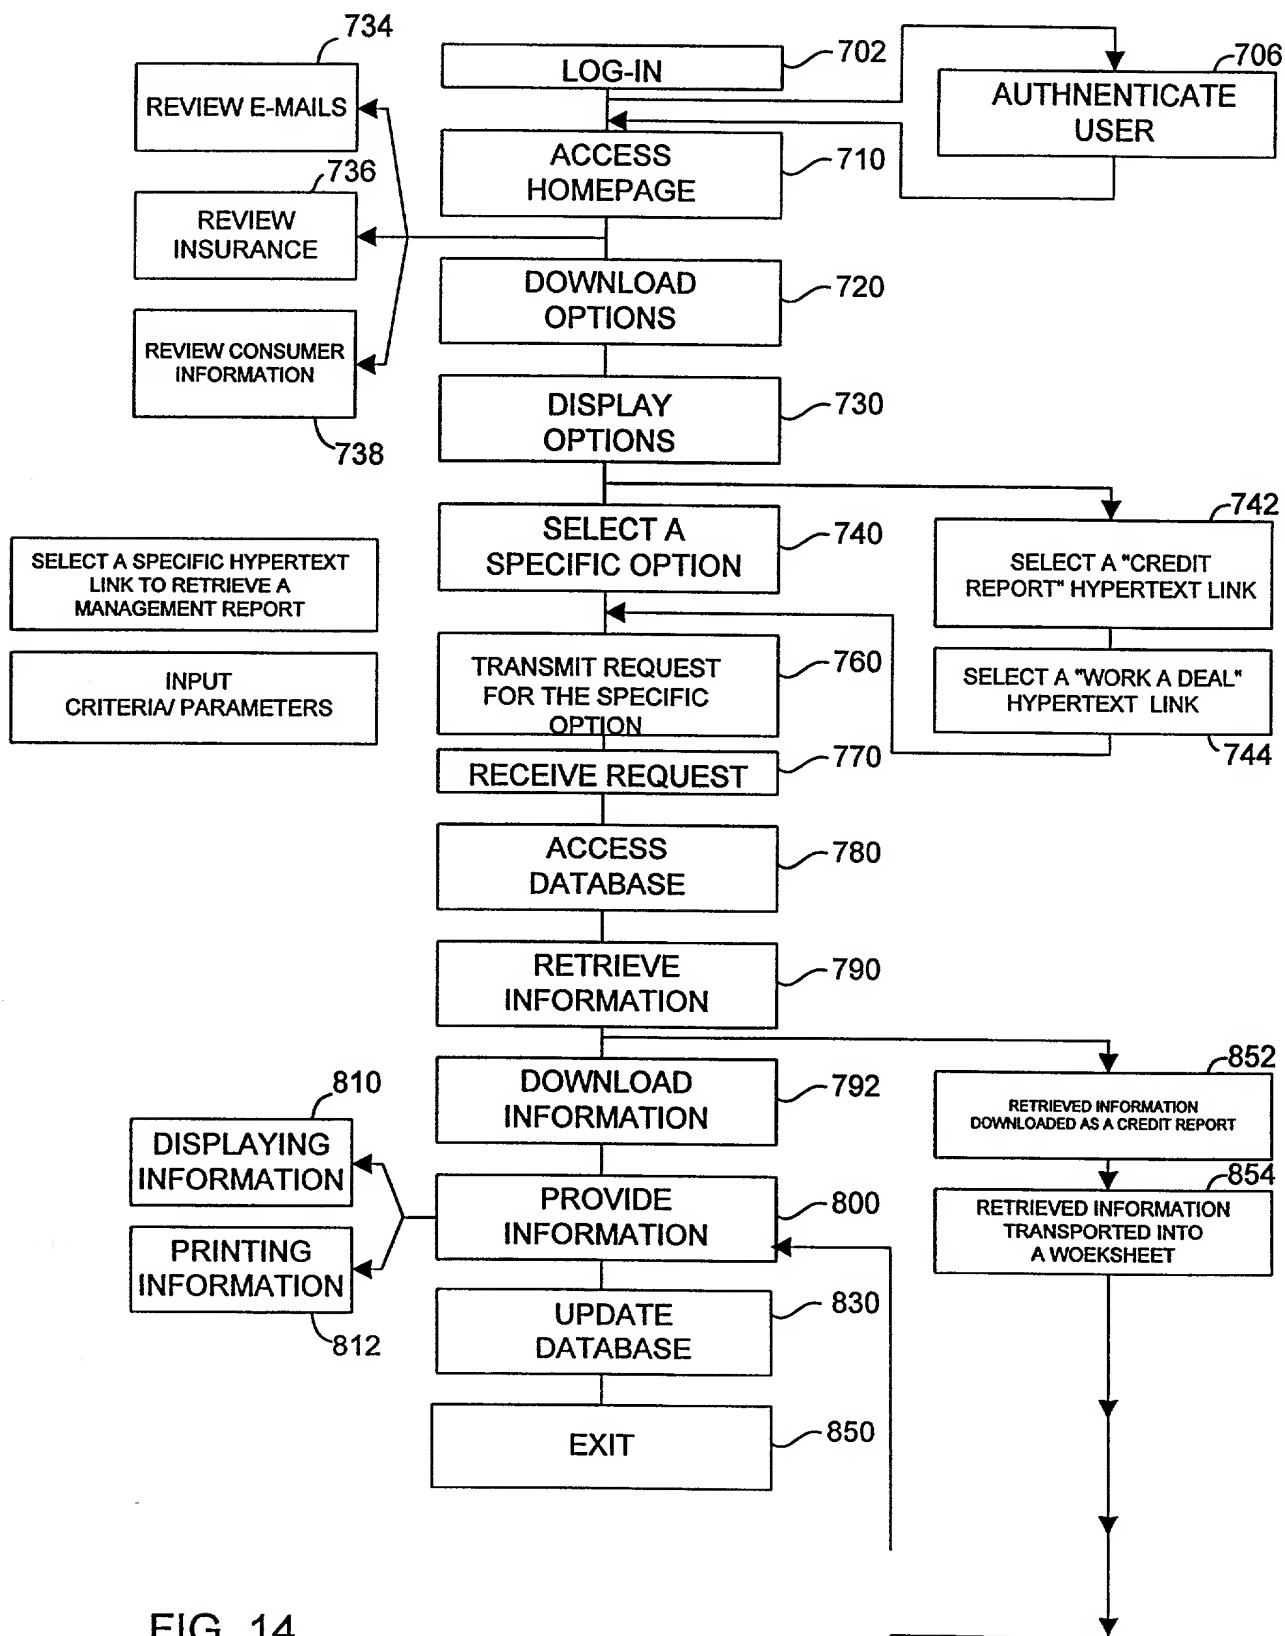 734
REVIEW E-MAILS
736
REVIEW
INSURANCE
REVIEW CONSUMER
INFORMATION
738
LOG-IN
702
AUTHNENTICATE
USER
706
ACCESS
HOMEPAGE
710
DOWNLOAD
OPTIONS
720
DISPLAY
OPTIONS
730
SELECT A
SPECIFIC OPTION
740
742
SELECT A "CREDIT
REPORT" HYPERTEXT LINK
SELECT A "WORK A DEAL"
HYPERTEXT LINK
744
SELECT A SPECIFIC HYPERTEXT
LINK TO RETRIEVE A
MANAGEMENT REPORT
INPUT
CRITERIA/ PARAMETERS
TRANSMIT REQUEST
FOR THE SPECIFIC
OPTION
760
RECEIVE REQUEST
770
ACCESS
DATABASE
780
RETRIEVE
INFORMATION
790
DOWNLOAD
INFORMATION
792
852
RETRIEVED INFORMATION
DOWNLOADED AS A CREDIT REPORT
854
RETRIEVED INFORMATION
TRANSPORTED INTO
A WOEKSHEET
810
DISPLAYING
INFORMATION
PRINTING
INFORMATION
812
PROVIDE
INFORMATION
800
UPDATE
DATABASE
830
EXIT
850
FIG. 14